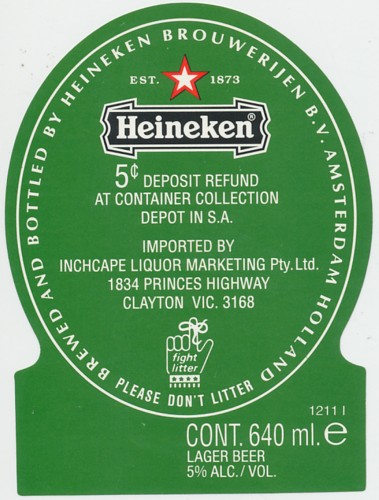 BREWED AND BOTTLED BY HEINEKEN BROUWERIJEN B.V. AMSTERDAM HOLLAND
EST. 1873
Heineken®
5¢ DEPOSIT REFUND
AT CONTAINER COLLECTION
DEPOT IN S.A.
IMPORTED BY
INCHCAPE LIQUOR MARKETING Pty. Ltd.
1834 PRINCES HIGHWAY
CLAYTON VIC. 3168
fight
litter
PLEASE DON'T LITTER
1211 I
CONT. 640 ml. e
LAGER BEER
5% ALC./VOL.